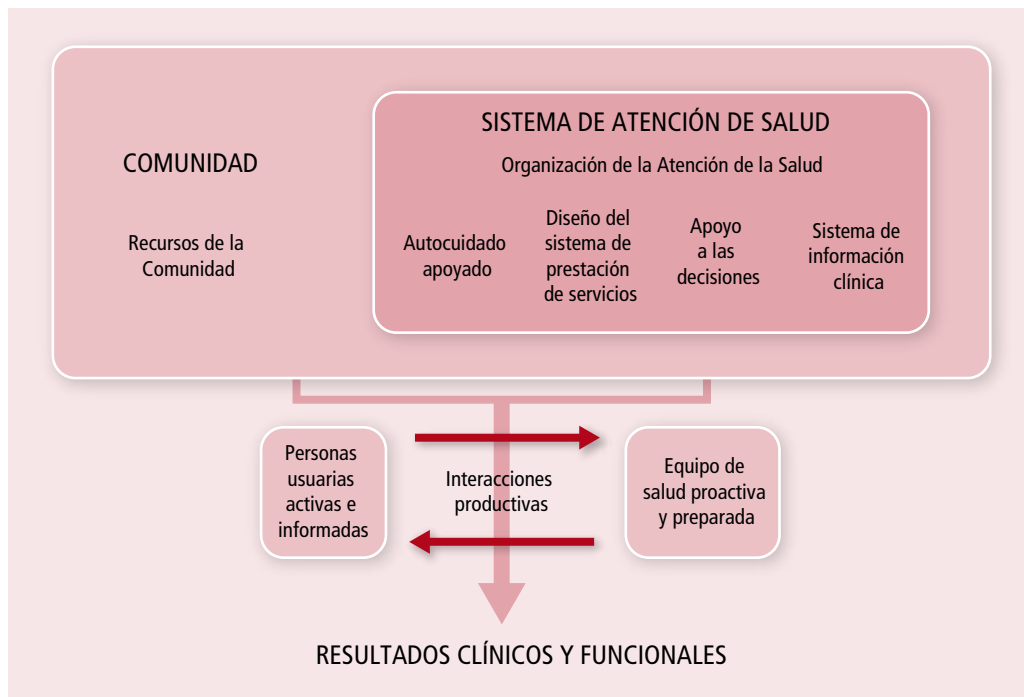 COMUNIDAD
Recursos de la
Comunidad
SISTEMA DE ATENCIÓN DE SALUD
Organización de la Atención de la Salud
Autocuidado
apoyado
Diseño del
sistema de
prestación
de servicios
Apoyo
a las
decisiones
Sistema de
información
clínica
Personas
usuarias
activas e
informadas
Interacciones
productivas
Equipo de
salud proactiva
y preparada
RESULTADOS CLÍNICOS Y FUNCIONALES